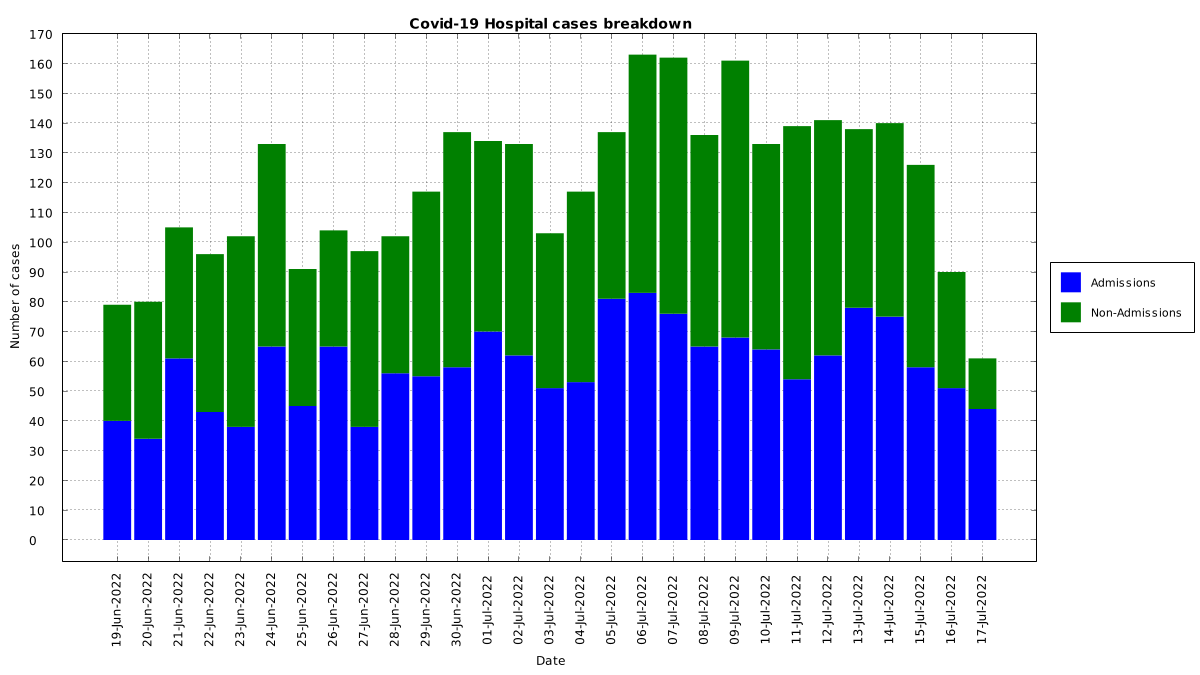 Covid-19 Hospital cases breakdown
170
160
150
140
130
120
110
100
90
80
70
60
50
40
30
20
10
0
Number of cases
19-Jun-2022
20-Jun-2022
21-Jun-2022
22-Jun-2022
23-Jun-2022
24-Jun-2022
25-Jun-2022
26-Jun-2022
27-Jun-2022
28-Jun-2022
29-Jun-2022
30-Jun-2022
01-Jul-2022
02-Jul-2022
03-Jul-2022
04-Jul-2022
05-Jul-2022
06-Jul-2022
07-Jul-2022
08-Jul-2022
09-Jul-2022
10-Jul-2022
11-Jul-2022
12-Jul-2022
13-Jul-2022
14-Jul-2022
15-Jul-2022
16-Jul-2022
17-Jul-2022
Date
Admissions
Non-Admissions